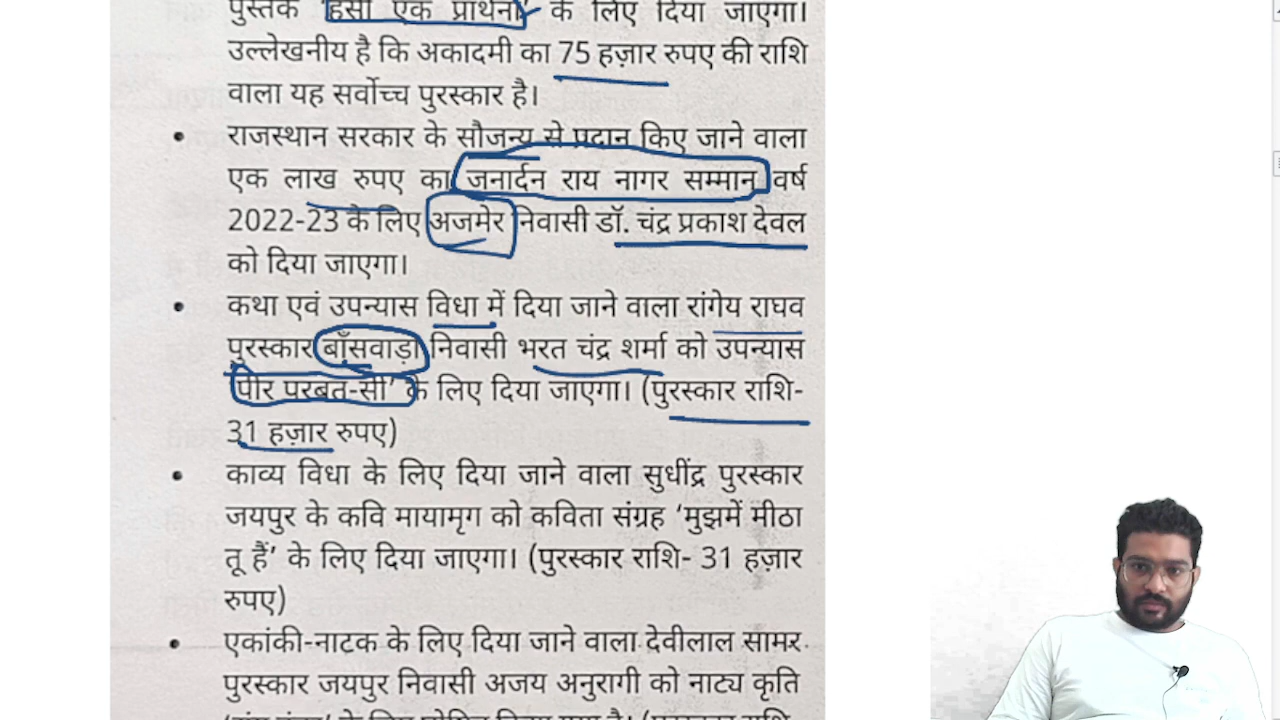 पुस्तक 'हंसी एक प्रार्थना' के लिए दिया जाएगा।
उल्लेखनीय है कि अकादमी का 75 हज़ार रुपए की राशि
वाला यह सर्वोच्च पुरस्कार है।
• राजस्थान सरकार के सौजन्य से प्रदान किए जाने वाला
एक लाख रुपए का जनार्दन राय नागर सम्मान वर्ष
2022-23 के लिए अजमेर निवासी डॉ. चंद्र प्रकाश देवल
को दिया जाएगा।
• कथा एवं उपन्यास विधा में दिया जाने वाला रांगेय राघव
पुरस्कार बाँसवाड़ा निवासी भरत चंद्र शर्मा को उपन्यास
पीर परबत-सी' के लिए दिया जाएगा। (पुरस्कार राशि-
31 हज़ार रुपए)
• काव्य विधा के लिए दिया जाने वाला सुधींद्र पुरस्कार
जयपुर के कवि मायामृग को कविता संग्रह 'मुझमें मीठा
तू हैं' के लिए दिया जाएगा। (पुरस्कार राशि- 31 हज़ार
रुपए)
• एकांकी-नाटक के लिए दिया जाने वाला देवीलाल सामर
पुरस्कार जयपुर निवासी अजय अनुरागी को नाट्य कृति
के लिए घोषित किया गया है। (पुरस्कार राशि-